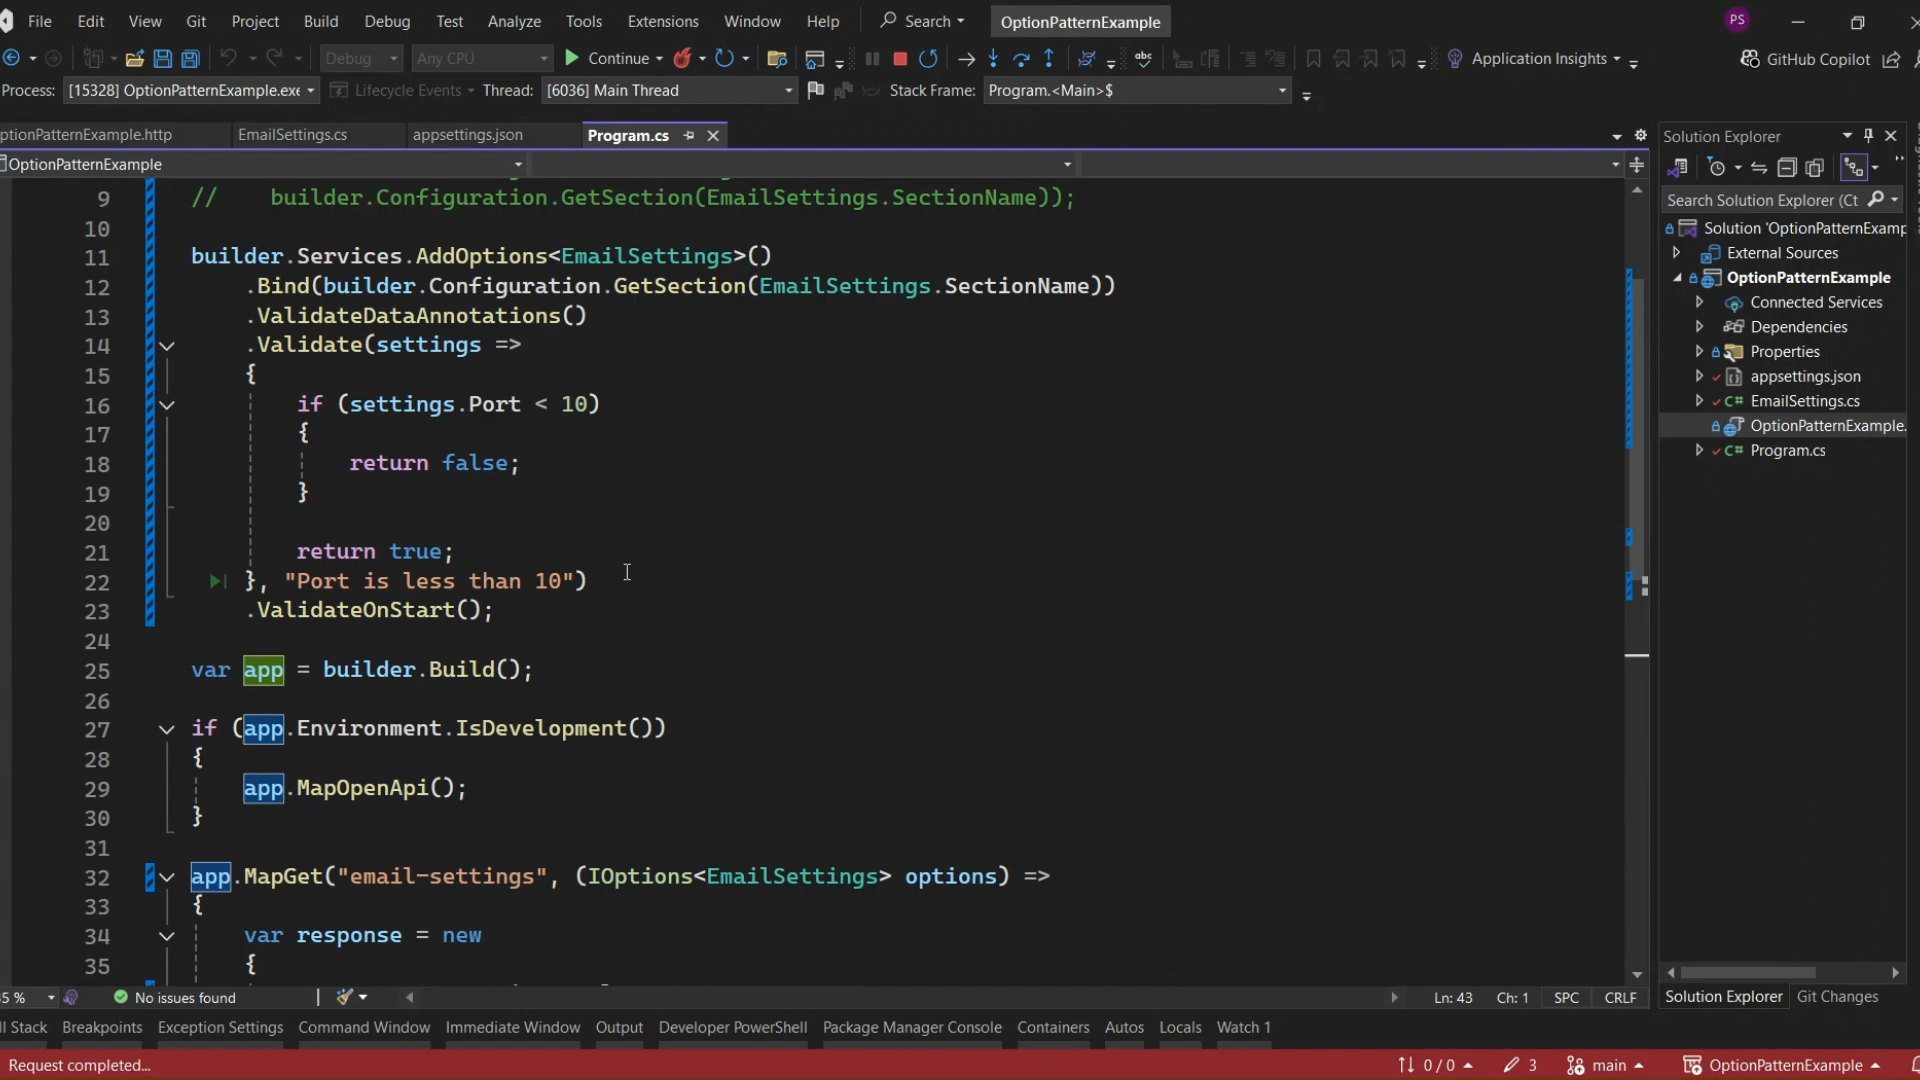 File Edit View Git Project Build Debug Test Analyze Tools Extensions Window Help Search OptionPatternExample PS
Debug Any CPU Continue Application Insights GitHub Copilot
Process: [15328] OptionPatternExample.exe Lifecycle Events Thread: [6036] Main Thread Stack Frame: Program.<Main>$
ptionPatternExample.http EmailSettings.cs appsettings.json Program.cs
OptionPatternExample
9 // builder.Configuration.GetSection(EmailSettings.SectionName));
10
11 builder.Services.AddOptions<EmailSettings>()
12 .Bind(builder.Configuration.GetSection(EmailSettings.SectionName))
13 .ValidateDataAnnotations()
14 .Validate(settings =>
15 {
16 if (settings.Port < 10)
17 {
18 return false;
19 }
20
21 return true;
22 }, "Port is less than 10")
23 .ValidateOnStart();
24
25 var app = builder.Build();
26
27 if (app.Environment.IsDevelopment())
28 {
29 app.MapOpenApi();
30 }
31
32 app.MapGet("email-settings", (IOptions<EmailSettings> options) =>
33 {
34 var response = new
35 {
5 % No issues found Ln: 43 Ch: 1 SPC CRLF
Solution Explorer
Search Solution Explorer (Ct
Solution 'OptionPatternExamp
External Sources
OptionPatternExample
Connected Services
Dependencies
Properties
appsettings.json
EmailSettings.cs
OptionPatternExample.
Program.cs
Solution Explorer Git Changes
ll Stack Breakpoints Exception Settings Command Window Immediate Window Output Developer PowerShell Package Manager Console Containers Autos Locals Watch 1
Request completed... 0 / 0 3 main OptionPatternExample